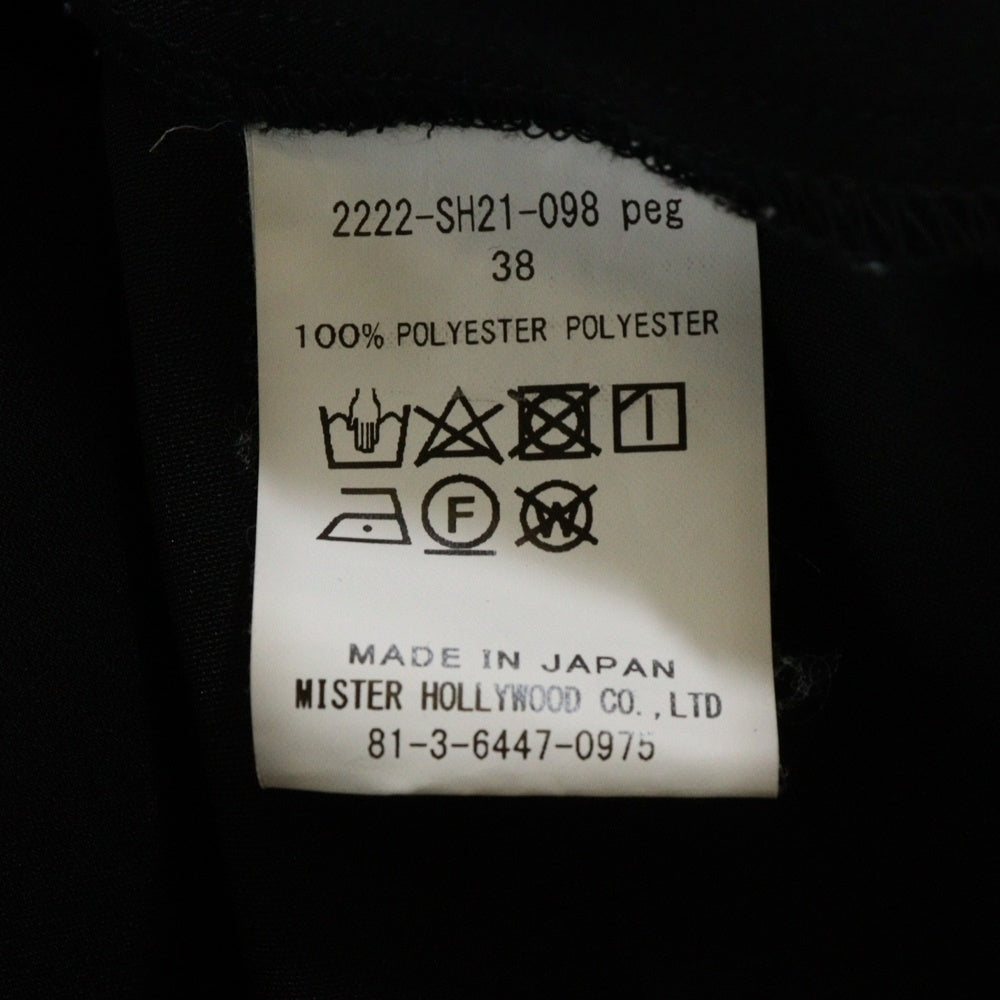 2222-SH21-098 peg
38
100% POLYESTER POLYESTER
F W
MADE IN JAPAN
MISTER HOLLYWOOD CO.,LTD
81-3-6447-0975